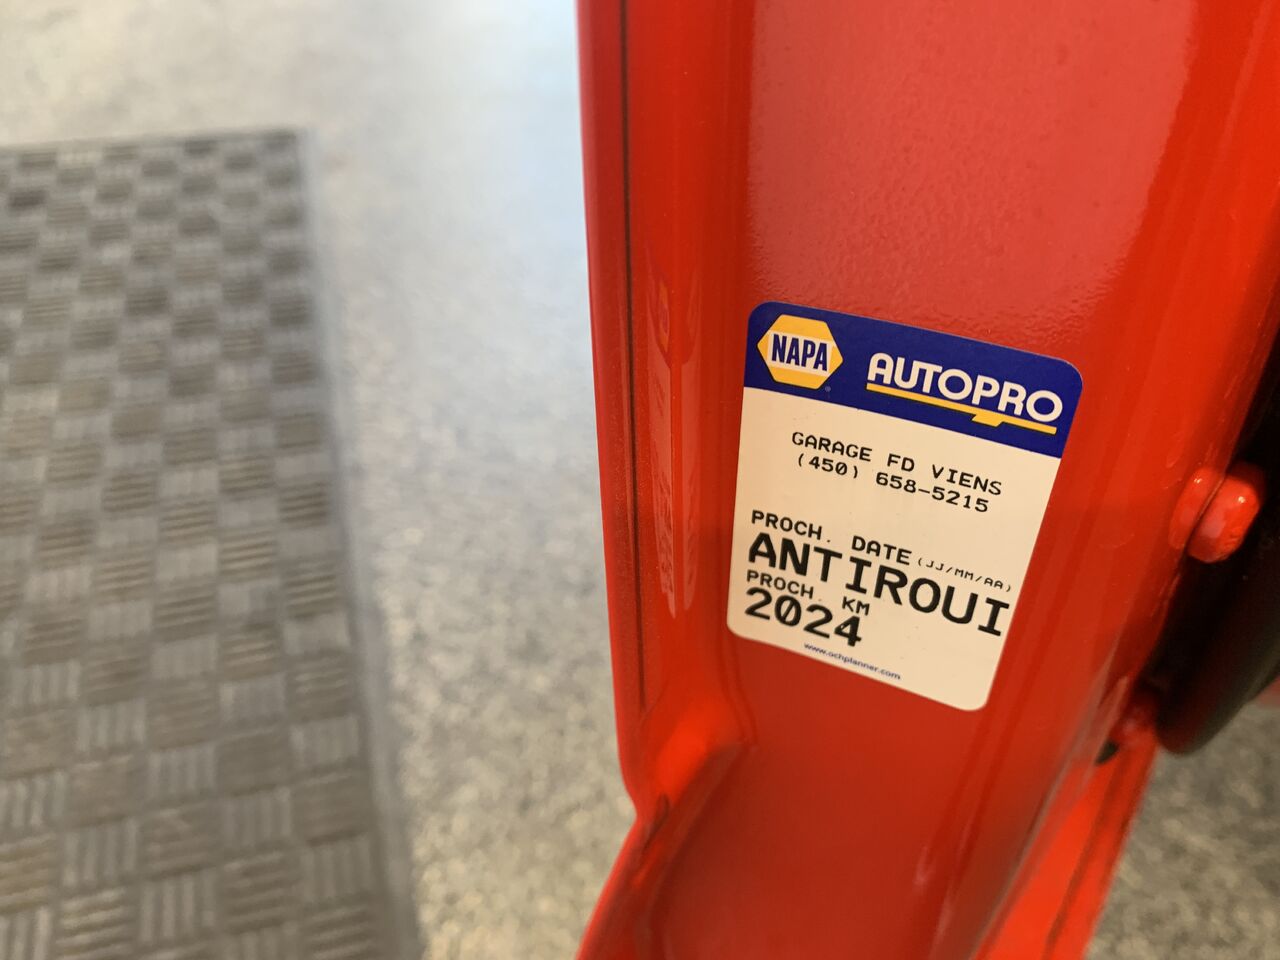 NAPA AUTOPRO
GARAGE FD VIENS
(450) 658-5215
PROCH. DATE (JJ/MM/AA)
ANTIROUI
PROCH. KM
2024
www.ochplanner.com